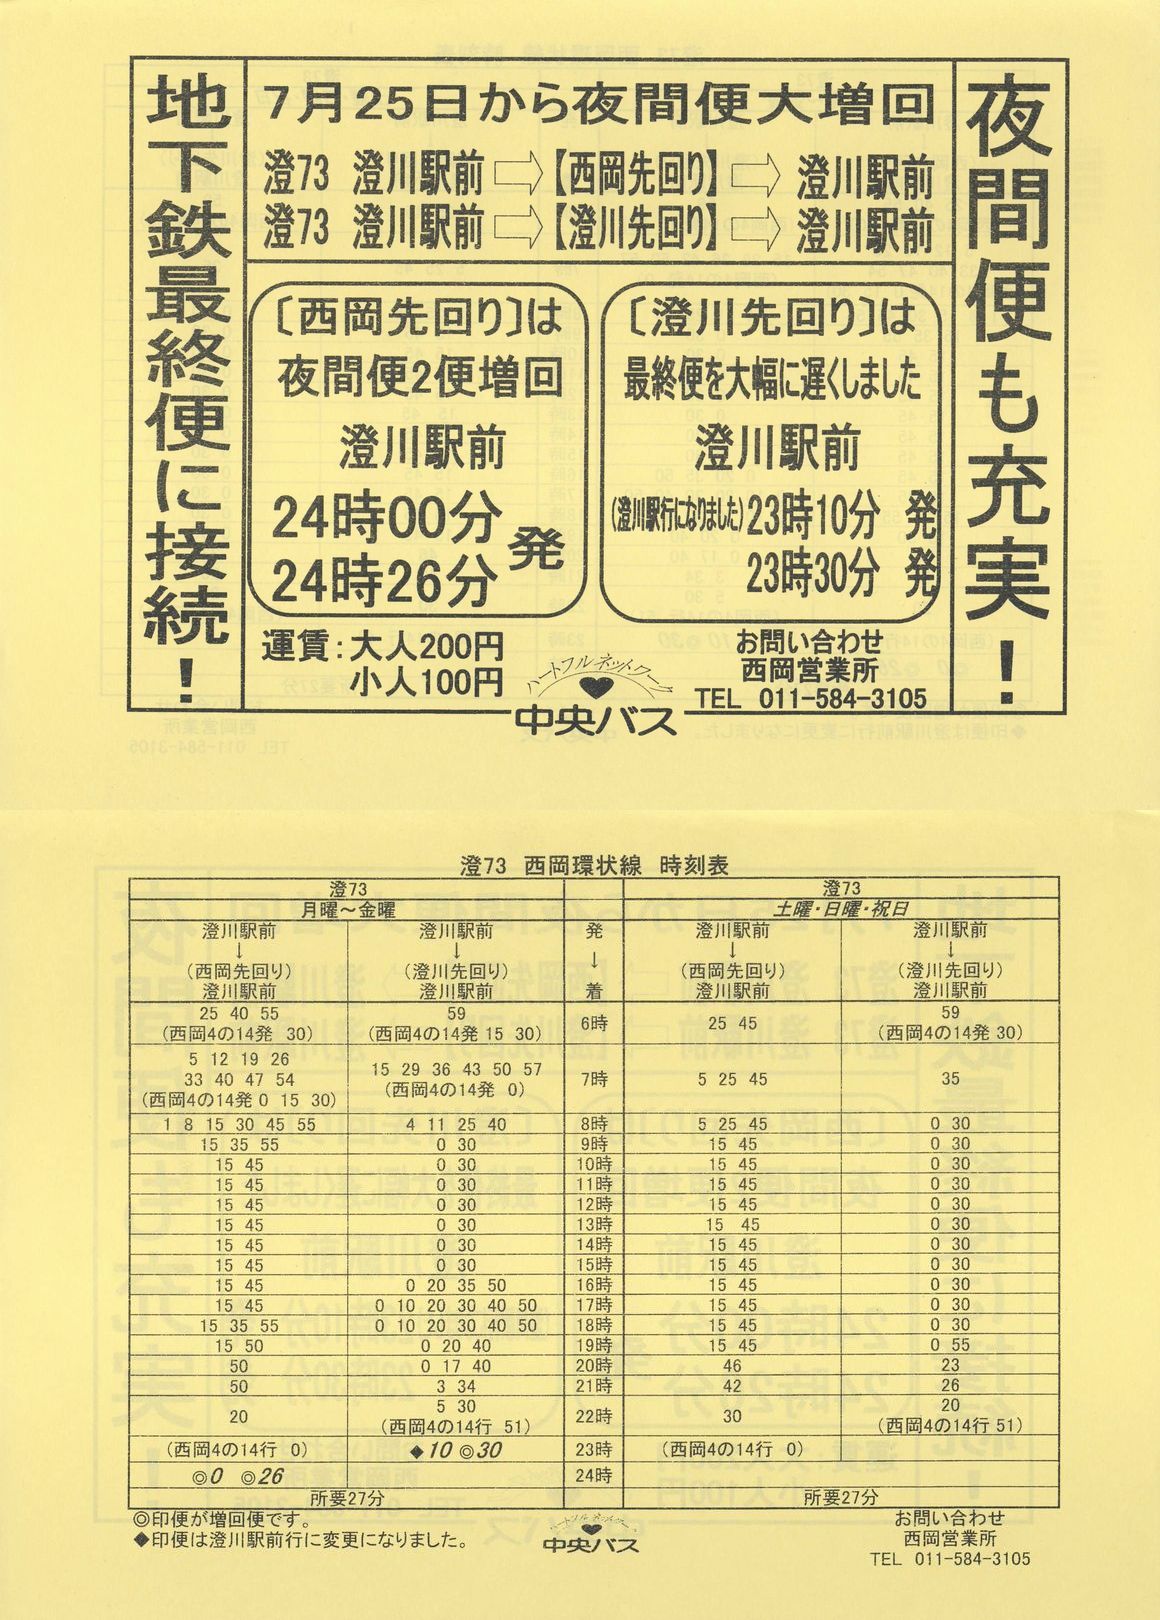 地下鉄最終便に接続！
7月25日から夜間便大増回
澄73 澄川駅前⇨【西岡先回り】⇨ 澄川駅前
澄73 澄川駅前⇨【澄川先回り】⇨ 澄川駅前
夜間便も充実！
〔西岡先回り〕は
夜間便2便増回
澄川駅前
24時00分
24時26分
発
〔澄川先回り〕は
最終便を大幅に遅くしました
澄川駅前
(澄川駅行になりました)23時10分 発
23時30分 発
運賃：大人200円
小人100円
ハートフルネットワーク
中央バス
お問い合わせ
西岡営業所
TEL 011-584-3105
澄73 西岡環状線 時刻表
澄73 澄73
月曜～金曜 土曜・日曜・祝日
澄川駅前 澄川駅前 発 澄川駅前 澄川駅前
↓ ↓ ↓ ↓ ↓
(西岡先回り) (澄川先回り) (西岡先回り) (澄川先回り)
澄川駅前 澄川駅前 着 澄川駅前 澄川駅前
25 40 55 59 6時 25 45 59
(西岡4の14発 30) (西岡4の14発 15 30) (西岡4の14発 30)
5 12 19 26
33 40 47 54 15 29 36 43 50 57 7時 5 25 45 35
(西岡4の14発 0 15 30) (西岡4の14発 0)
1 8 15 30 45 55 4 11 25 40 8時 5 25 45 0 30
15 35 55 0 30 9時 15 45 0 30
15 45 0 30 10時 15 45 0 30
15 45 0 30 11時 15 45 0 30
15 45 0 30 12時 15 45 0 30
15 45 0 30 13時 15 45 0 30
15 45 0 30 14時 15 45 0 30
15 45 0 30 15時 15 45 0 30
15 45 0 20 35 50 16時 15 45 0 30
15 45 0 10 20 30 40 50 17時 15 45 0 30
15 35 55 0 10 20 30 40 50 18時 15 45 0 30
15 50 0 20 40 19時 15 45 0 55
50 0 17 40 20時 46 23
50 3 34 21時 42 26
20 5 30 22時 30 20
(西岡4の14行 51) (西岡4の14行 51)
(西岡4の14行 0) ◆10 ◎30 23時 (西岡4の14行 0)
◎0 ◎26 24時
所要27分 所要27分
◎印便が増回便です。
◆印便は澄川駅前行に変更になりました。
ハートフルネットワーク
中央バス
お問い合わせ
西岡営業所
TEL 011-584-3105